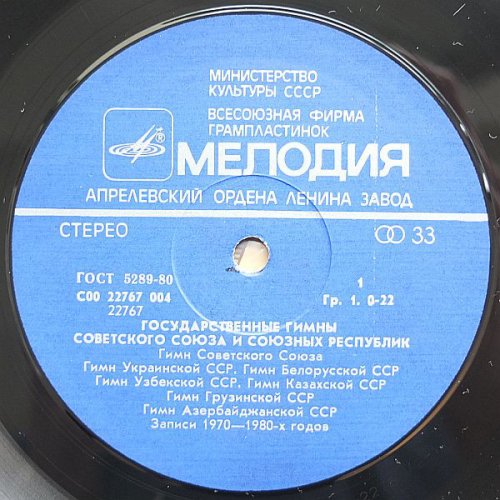 МИНИСТЕРСТВО
КУЛЬТУРЫ СССР
ВСЕСОЮЗНАЯ ФИРМА
ГРАМПЛАСТИНОК
® МЕЛОДИЯ
АПРЕЛЕВСКИЙ ОРДЕНА ЛЕНИНА ЗАВОД
СТЕРЕО 33
ГОСТ 5289-80 1
С00 22767 004 Гр. 1. 0-22
22767
ГОСУДАРСТВЕННЫЕ ГИМНЫ
СОВЕТСКОГО СОЮЗА И СОЮЗНЫХ РЕСПУБЛИК
Гимн Советского Союза
Гимн Украинской ССР. Гимн Белорусской ССР
Гимн Узбекской ССР. Гимн Казахской ССР
Гимн Грузинской ССР
Гимн Азербайджанской ССР
Записи 1970—1980-х годов